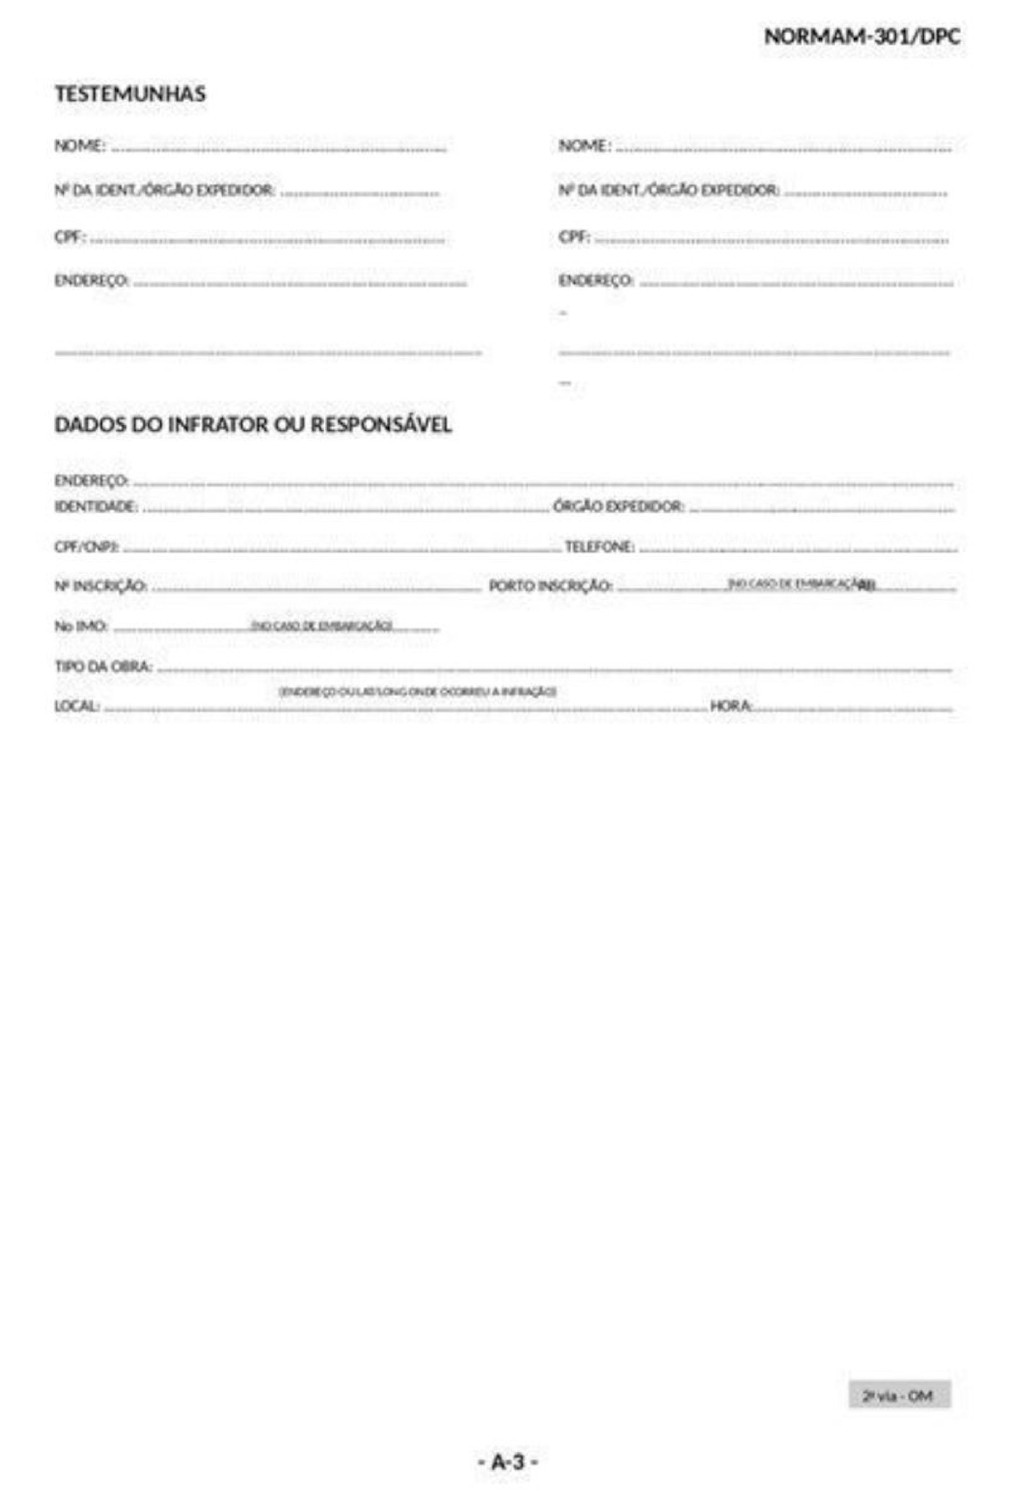 NORMAM-301/DPC
TESTEMUNHAS
NOME: ........................................ NOME: ........................................
Nº DA IDENT./ÓRGÃO EXPEDIDOR: .................... Nº DA IDENT./ÓRGÃO EXPEDIDOR: ....................
CPF: ........................................ CPF: ........................................
ENDEREÇO: ........................................ ENDEREÇO: ........................................
..
........................................ ........................................
...
DADOS DO INFRATOR OU RESPONSÁVEL
ENDEREÇO: ........................................
IDENTIDADE: ........................................ ÓRGÃO EXPEDIDOR: ........................................
CPF/CNPJ: ........................................ TELEFONE: ........................................
Nº INSCRIÇÃO: ........................................ PORTO INSCRIÇÃO: ....................(NO CASO DE EMBARCAÇÃO)....................
No IMO: ....................(NO CASO DE EMBARCAÇÃO)..........
TIPO DA OBRA: ........................................
(ENDEREÇO OU LAT/LONG ONDE OCORREU A INFRAÇÃO)
LOCAL: ........................................ HORA:........................................
2ª via - OM
- A-3 -